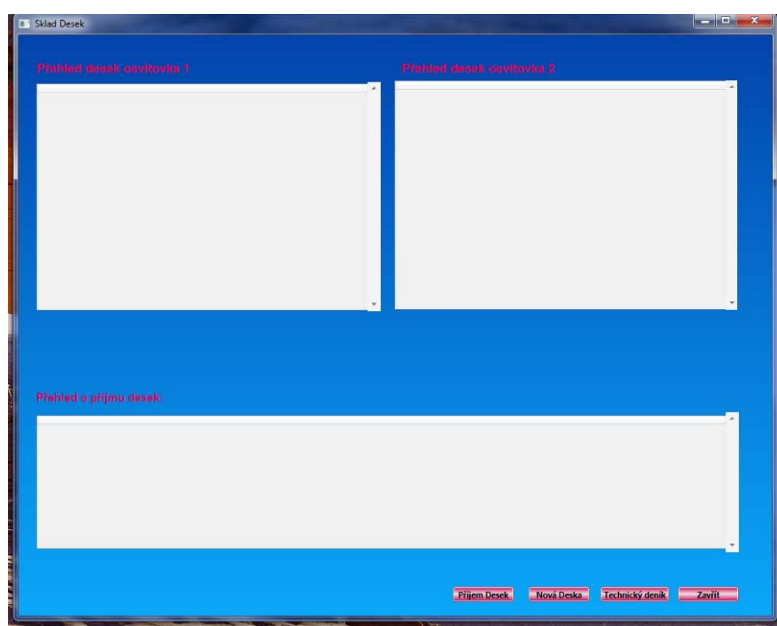 Sklad Desek
Přehled desek osvitovka 1
Přehled desek osvitovka 2
Přehled o příjmu desek
Příjem Desek
Nová Deska
Technický deník
Zavřít